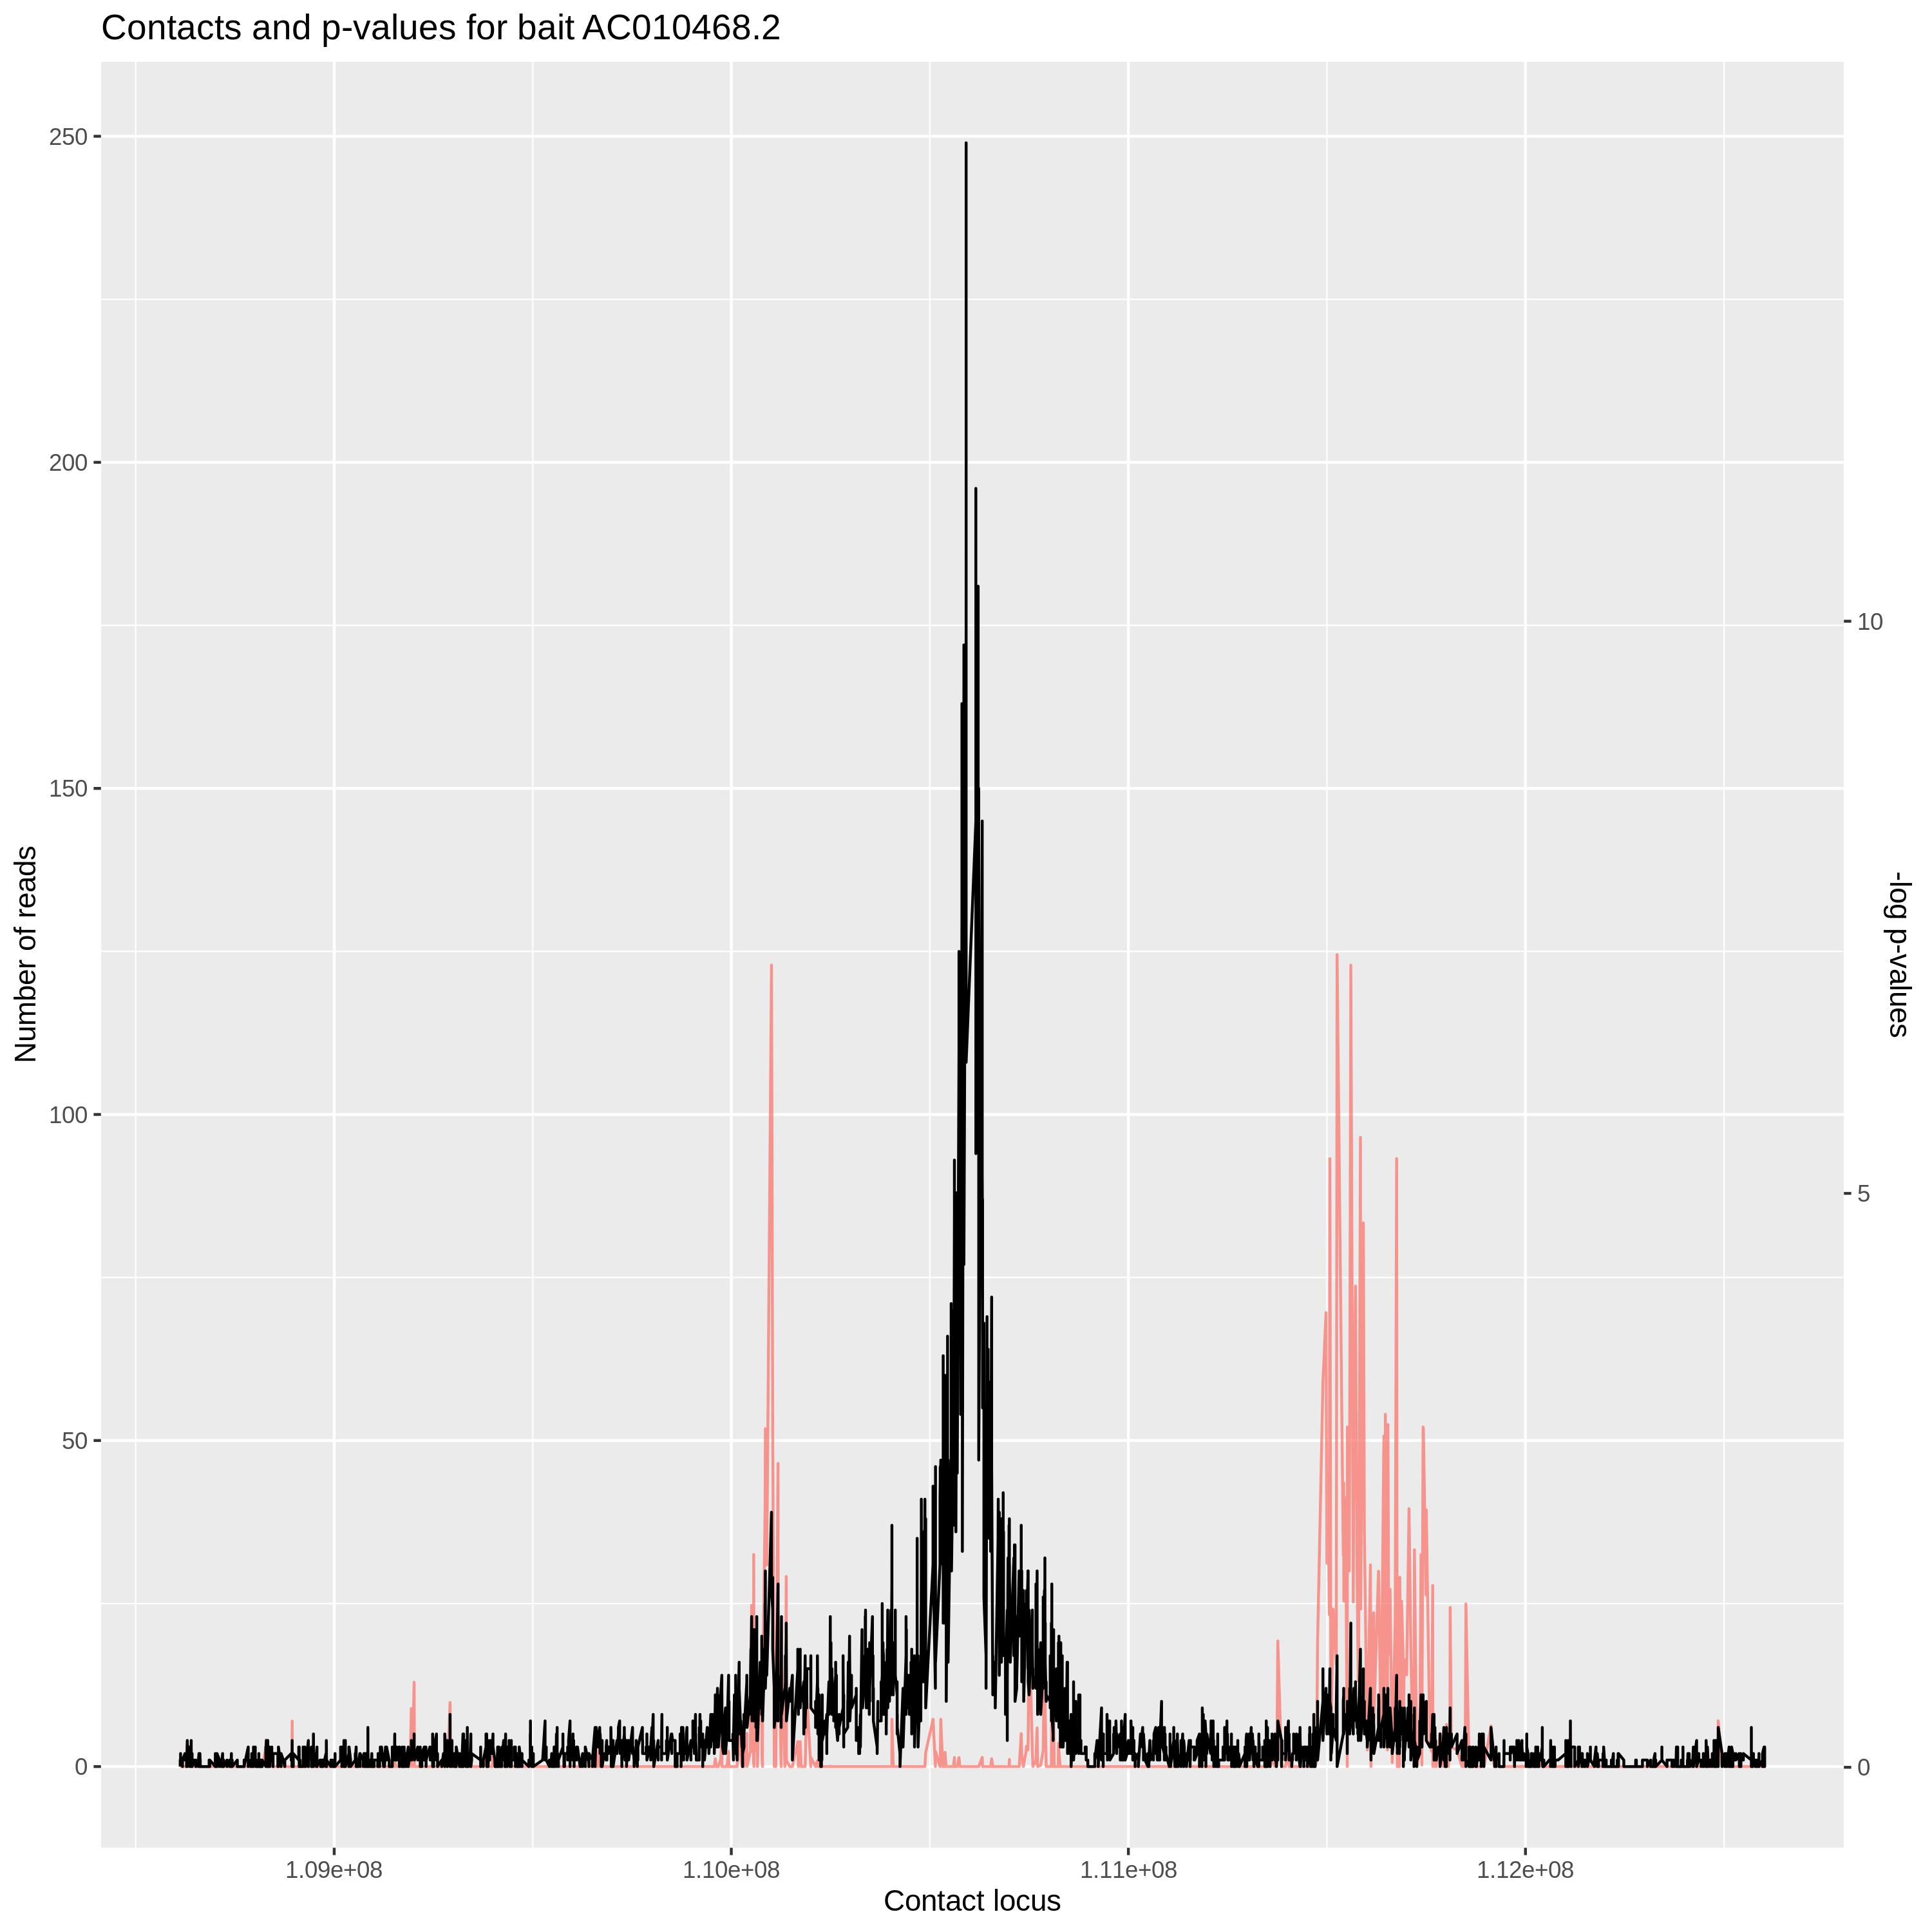 Contacts and p-values for bait AC010468.2
250
200
150
100
50
0
Number of reads
10
5
0
-log p-values
1.09e+08 1.10e+08 1.11e+08 1.12e+08
Contact locus